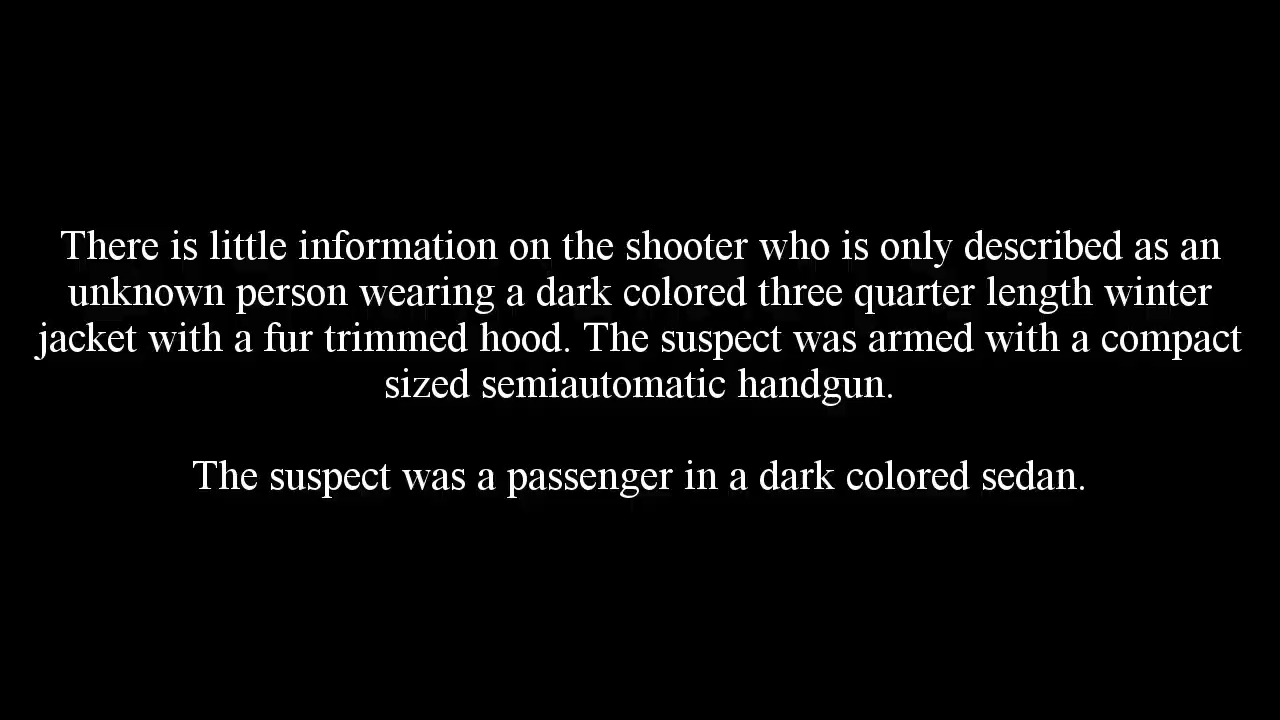 There is little information on the shooter who is only described as an
unknown person wearing a dark colored three quarter length winter
jacket with a fur trimmed hood. The suspect was armed with a compact
sized semiautomatic handgun.
The suspect was a passenger in a dark colored sedan.